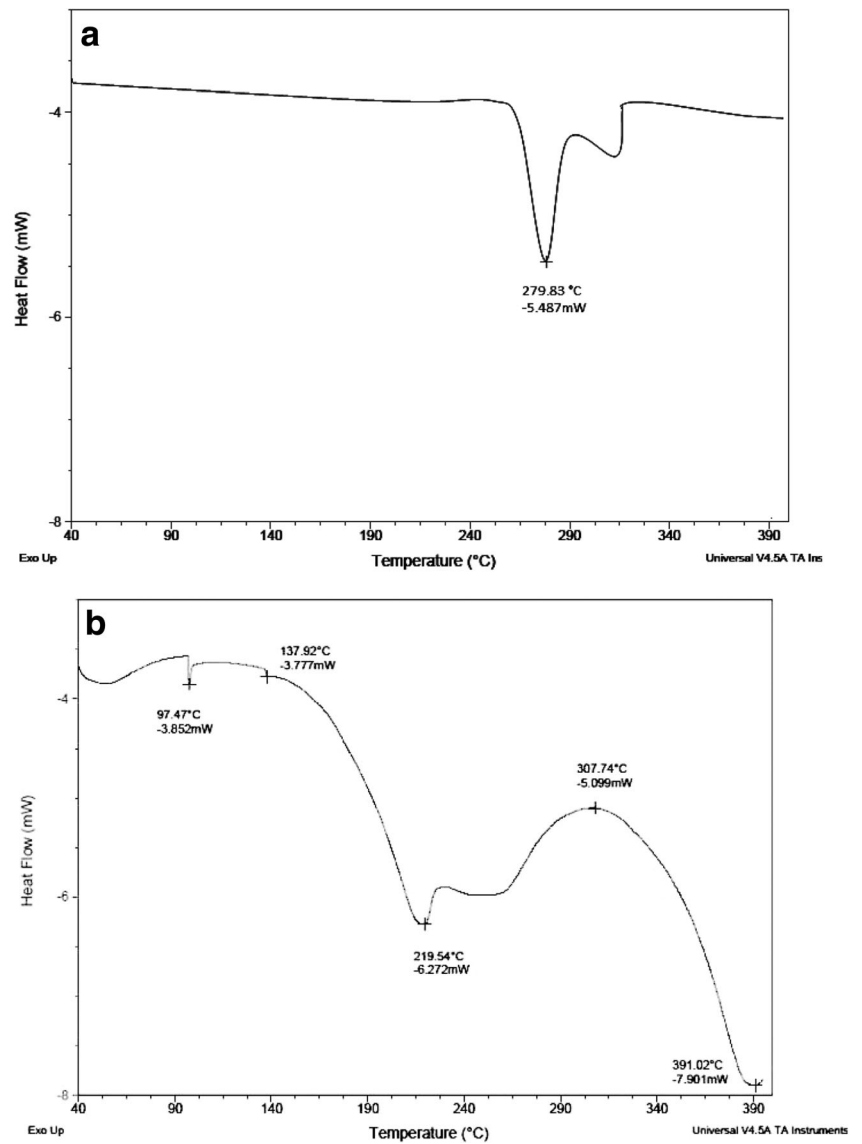 a
-4
-6
-8
Heat Flow (mW)
279.83 °C
-5.487mW
40 90 140 190 240 290 340 390
Exo Up
Temperature (°C)
Universal V4.5A TA Ins
b
-4
-6
-8
Heat Flow (mW)
137.92°C
-3.777mW
97.47°C
-3.852mW
307.74°C
-5.099mW
219.54°C
-6.272mW
391.02°C
-7.901mW
40 90 140 190 240 290 340 390
Exo Up
Temperature (°C)
Universal V4.5A TA Instruments